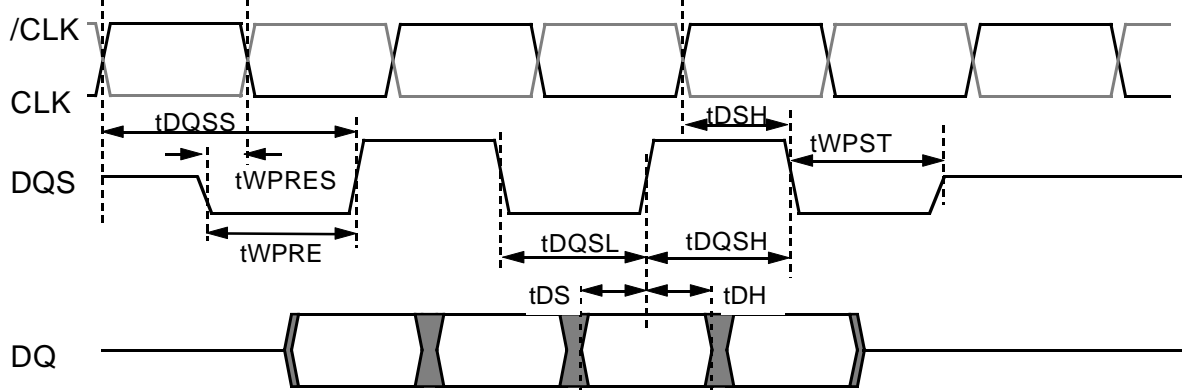 /CLK
CLK
tDQSS
tDSH
tWPST
DQS
tWPRES
tWPRE
tDQSL
tDQSH
tDS
tDH
DQ